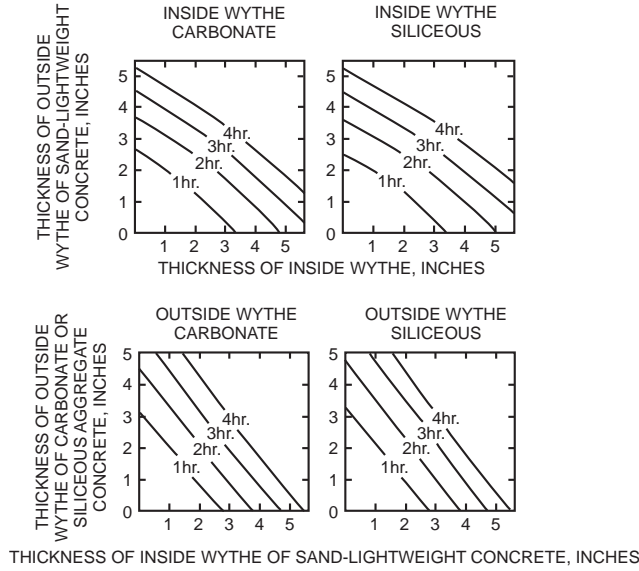 INSIDE WYTHE
CARBONATE
INSIDE WYTHE
SILICEOUS
THICKNESS OF OUTSIDE
WYTHE OF SAND-LIGHTWEIGHT
CONCRETE, INCHES
5
4
3
2
1
0
4hr.
3hr.
2hr.
1hr.
1 2 3 4 5
5
4
3
2
1
0
4hr.
3hr.
2hr.
1hr.
1 2 3 4 5
THICKNESS OF INSIDE WYTHE, INCHES
OUTSIDE WYTHE
CARBONATE
OUTSIDE WYTHE
SILICEOUS
THICKNESS OF OUTSIDE
WYTHE OF CARBONATE OR
SILICEOUS AGGREGATE
CONCRETE, INCHES
5
4
3
2
1
0
4hr.
3hr.
2hr.
1hr.
1 2 3 4 5
5
4
3
2
1
0
4hr.
3hr.
2hr.
1hr.
1 2 3 4 5
THICKNESS OF INSIDE WYTHE OF SAND-LIGHTWEIGHT CONCRETE, INCHES